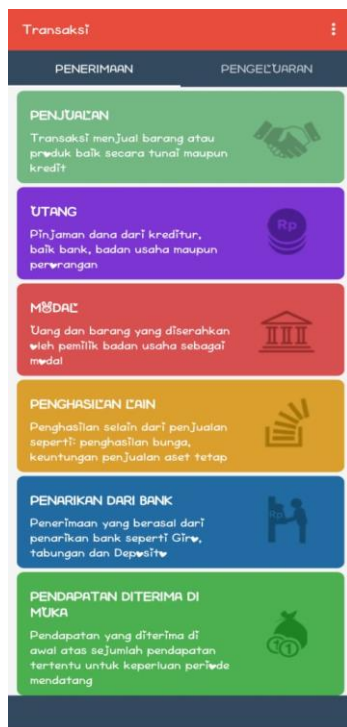 Transaksi
PENERIMAAN
PENGELUARAN
PENJUALAN
Transaksi menjual barang atau
produk baik secara tunai maupun
kredit
UTANG
Pinjaman dana dari kreditur,
baik bank, badan usaha maupun
perorangan
Rp
MODAL
Uang dan barang yang diserahkan
oleh pemilik badan usaha sebagai
modal
PENGHASILAN LAIN
Penghasilan selain dari penjualan
seperti: penghasilan bunga,
keuntungan penjualan aset tetap
PENARIKAN DARI BANK
Penerimaan yang berasal dari
penarikan bank seperti Giro,
tabungan dan Deposito
Rp
PENDAPATAN DITERIMA DI
MUKA
Pendapatan yang diterima di
awal atas sejumlah pendapatan
tertentu untuk keperluan periode
mendatang
1 1